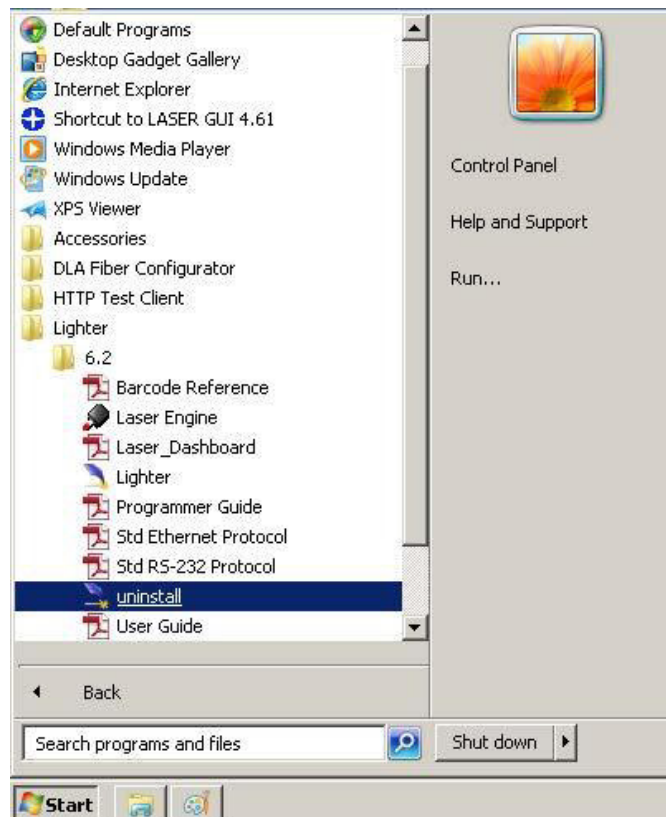 Default Programs
Desktop Gadget Gallery
Internet Explorer
Shortcut to LASER GUI 4.61
Windows Media Player
Windows Update
XPS Viewer
Accessories
DLA Fiber Configurator
HTTP Test Client
Lighter
6.2
Barcode Reference
Laser Engine
Laser_Dashboard
Lighter
Programmer Guide
Std Ethernet Protocol
Std RS-232 Protocol
uninstall
User Guide
Back
Search programs and files
Control Panel
Help and Support
Run...
Shut down
Start